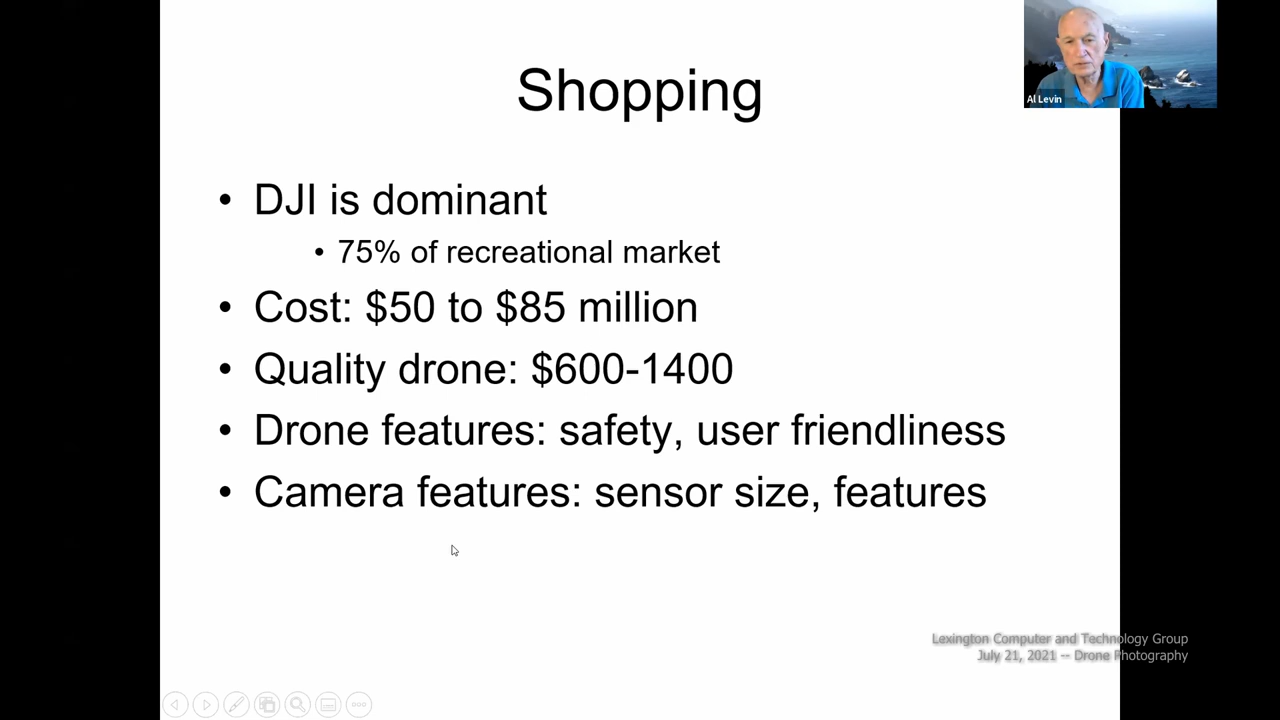 Shopping
Al Levin
• DJI is dominant
• 75% of recreational market
• Cost: $50 to $85 million
• Quality drone: $600-1400
• Drone features: safety, user friendliness
• Camera features: sensor size, features
Lexington Computer and Technology Group
July 21, 2021 -- Drone Photography